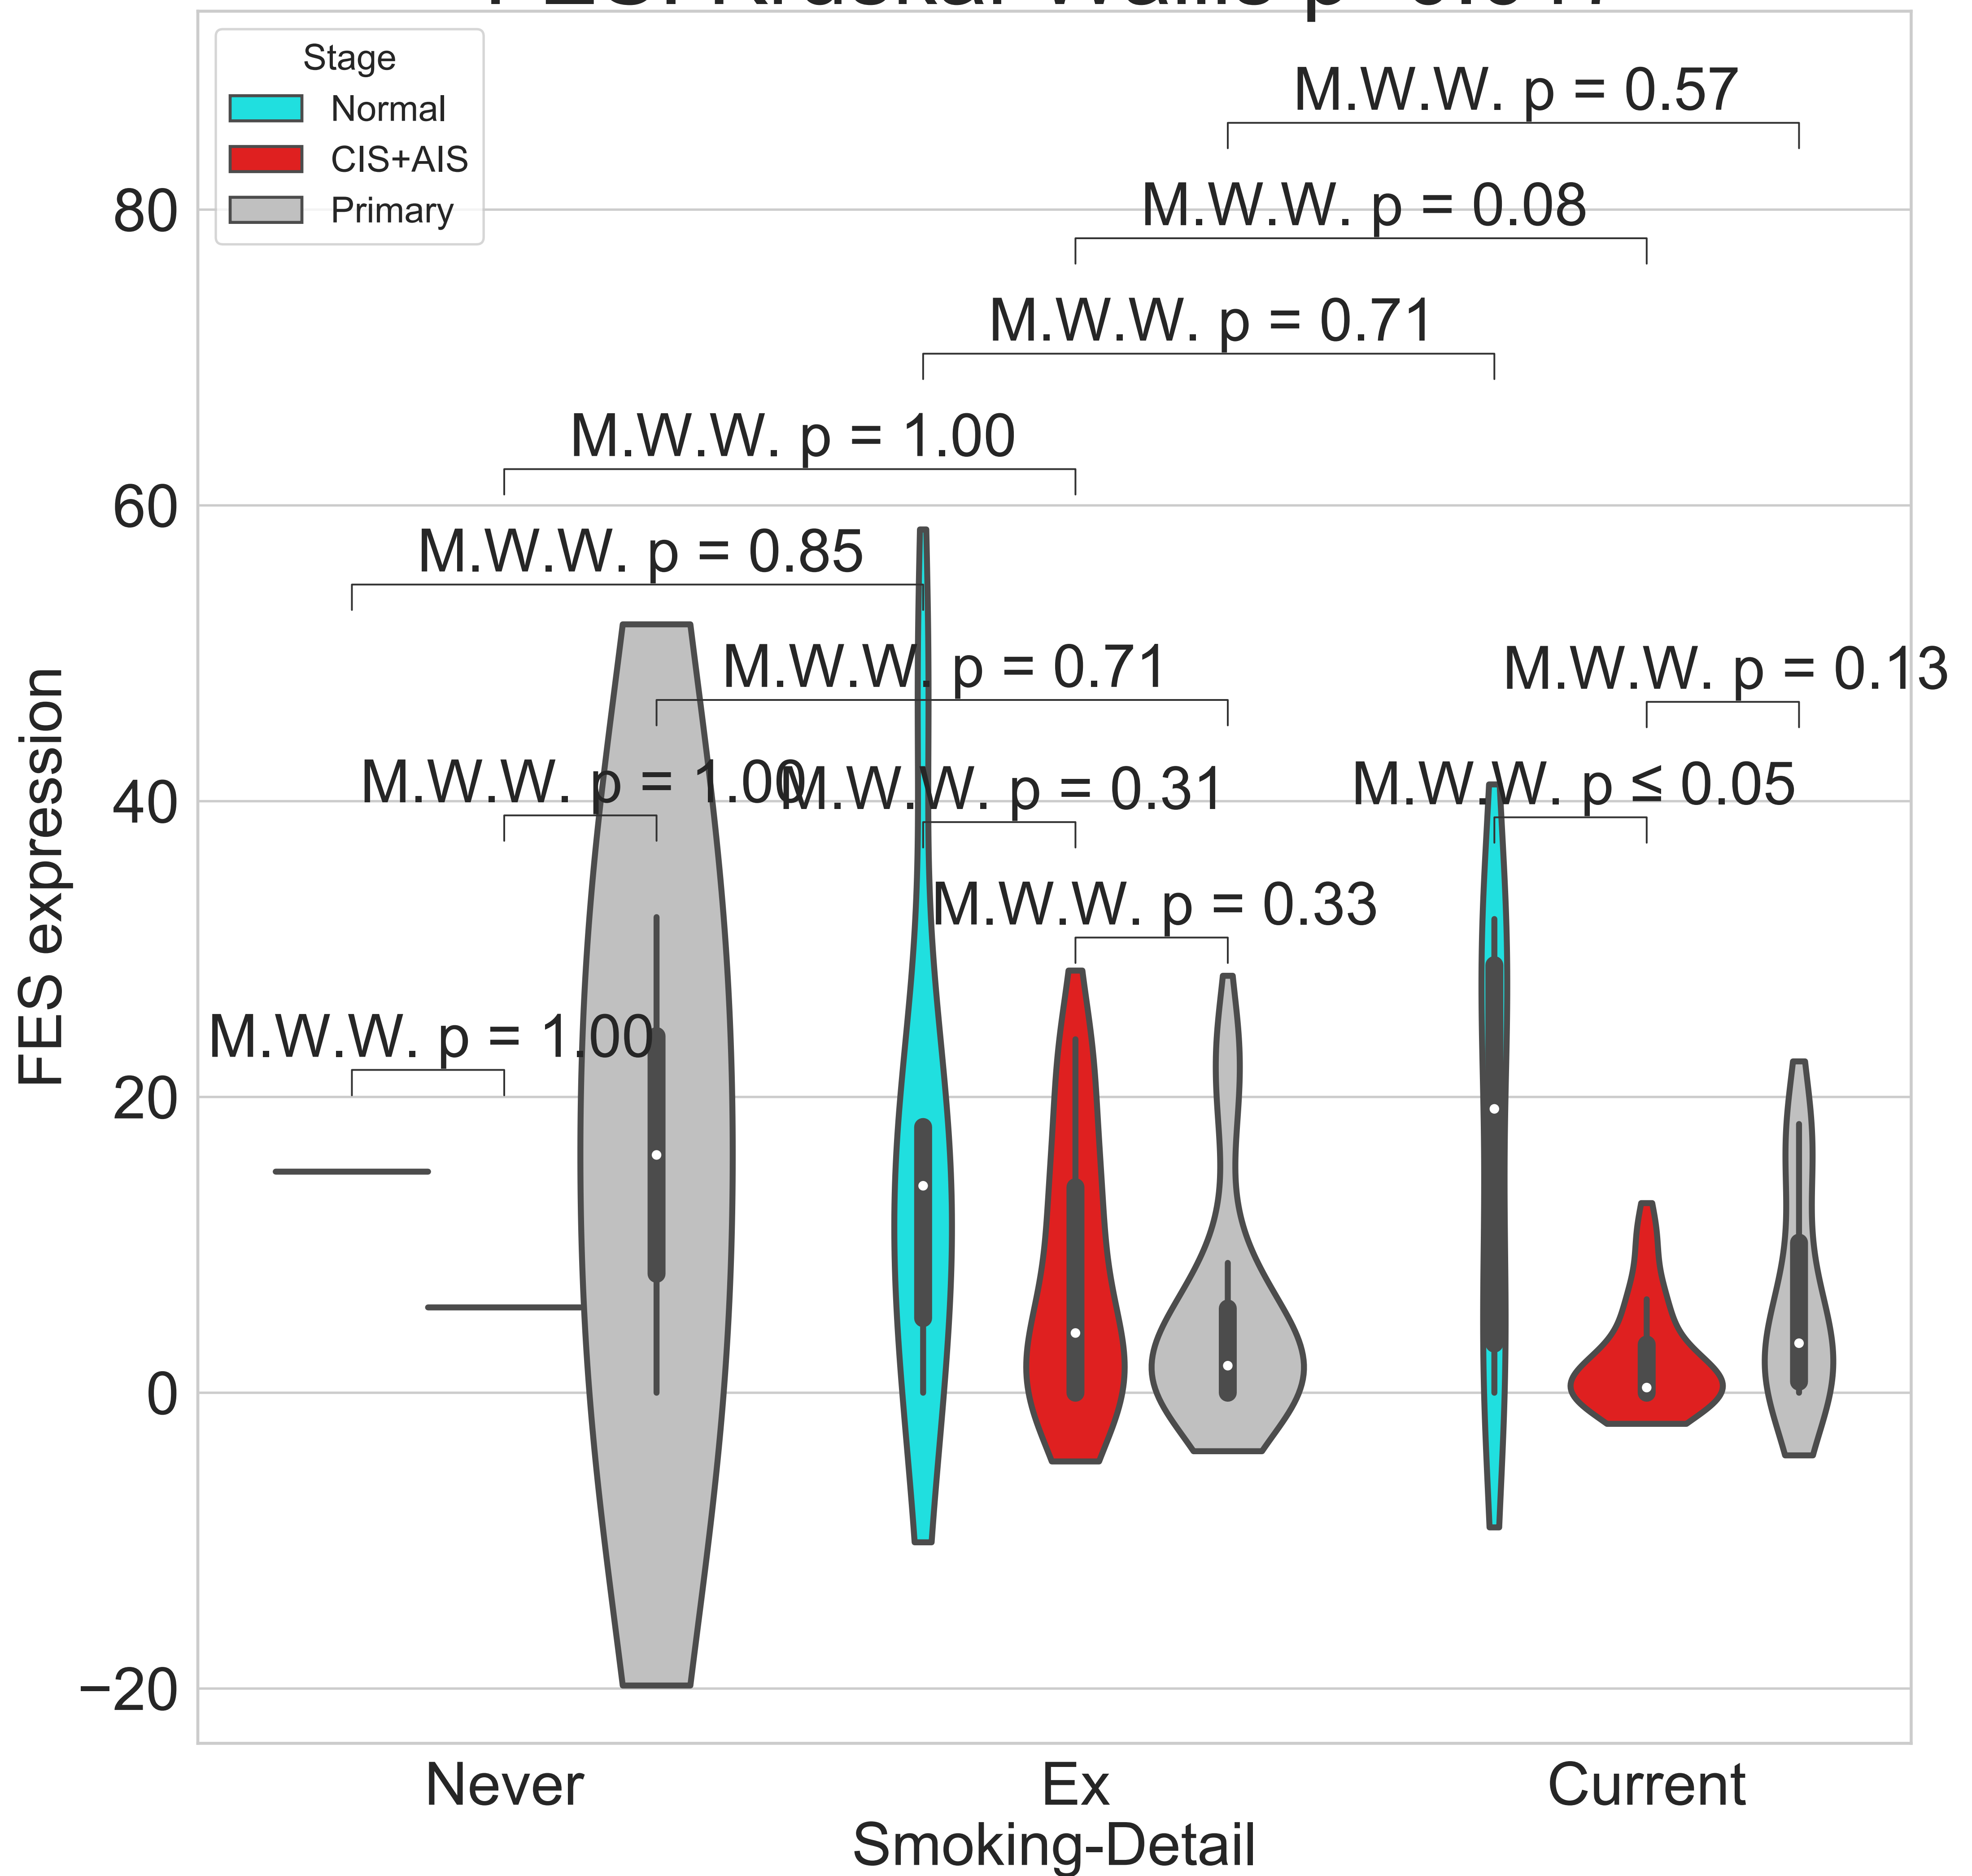 Stage
Normal
CIS+AIS
Primary
M.W.W. p = 0.57
M.W.W. p = 0.08
M.W.W. p = 0.71
M.W.W. p = 1.00
M.W.W. p = 0.85
M.W.W. p = 0.71
M.W.W. p = 0.13
M.W.W. p = 1.00
M.W.W. p = 0.31
M.W.W. p ≤ 0.05
M.W.W. p = 0.33
M.W.W. p = 1.00
FES expression
80
60
40
20
0
−20
Never
Ex
Current
Smoking-Detail